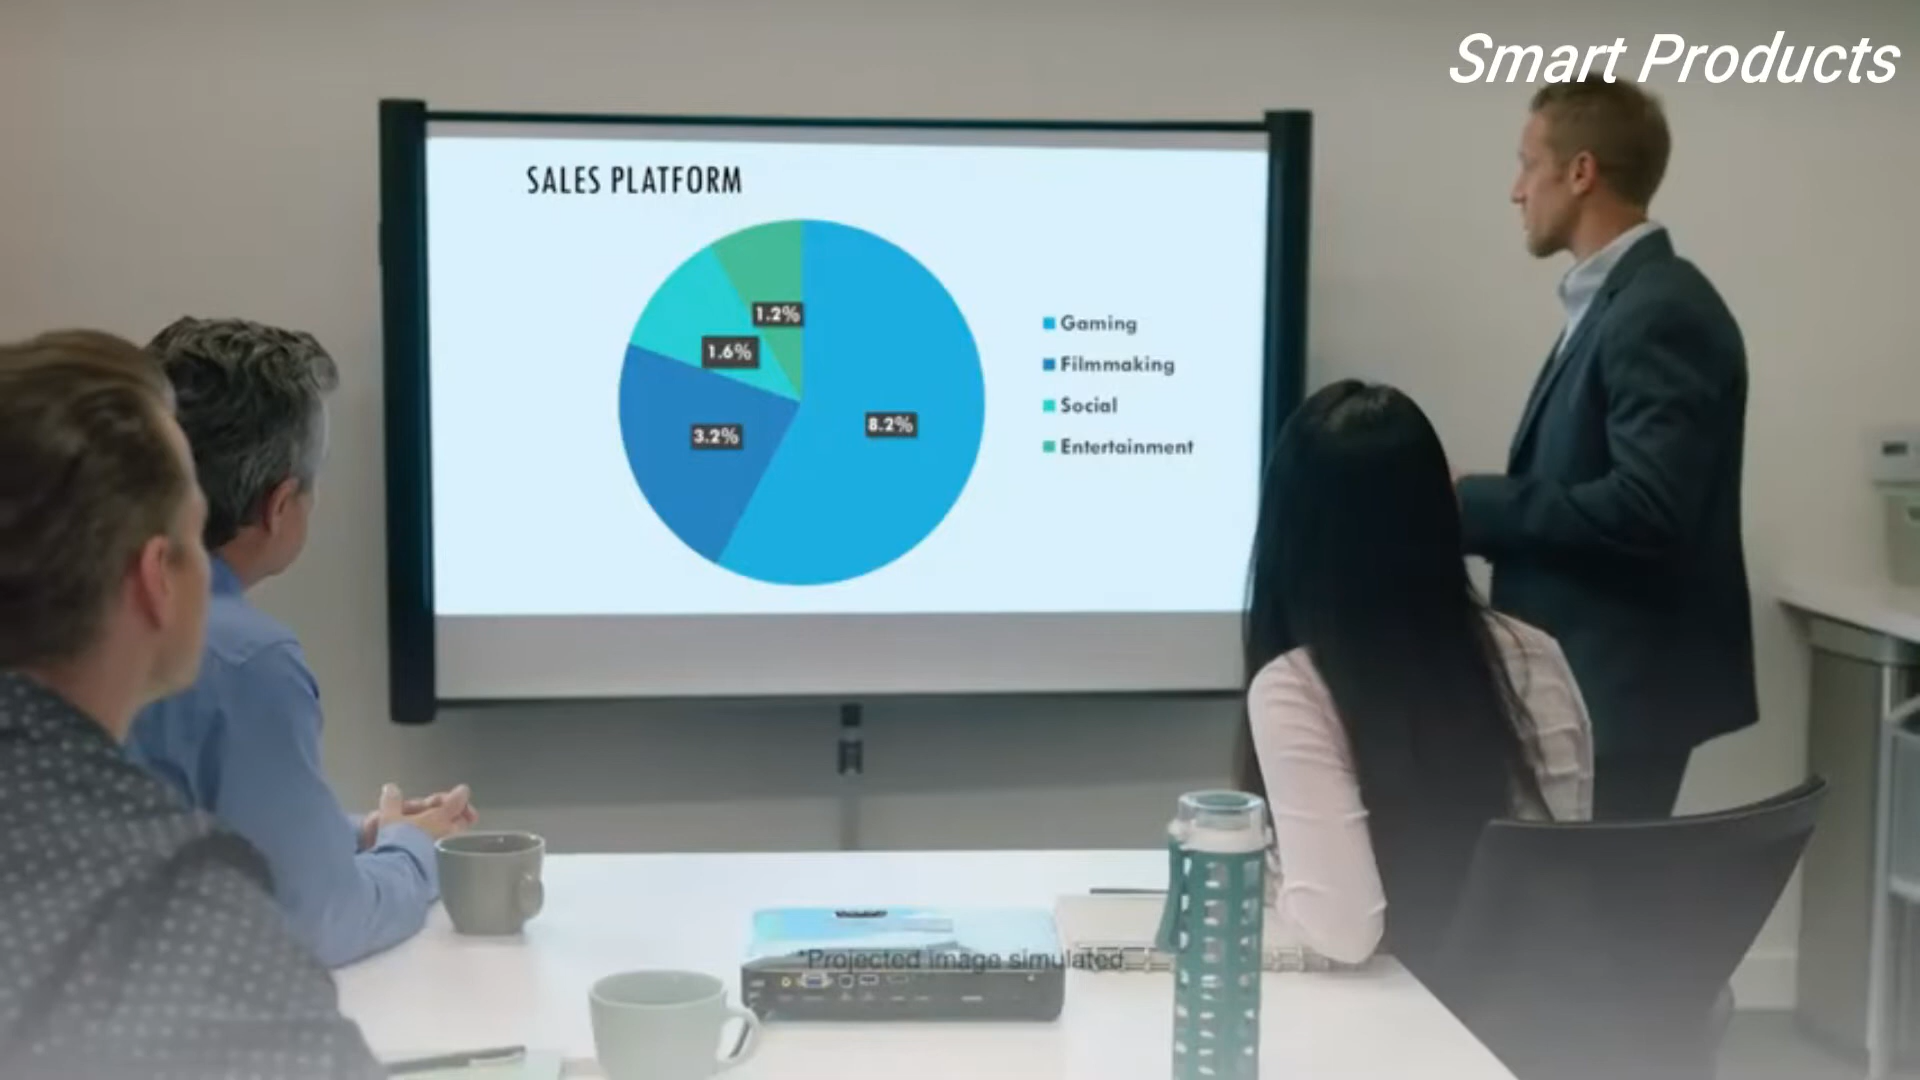 Smart Products
SALES PLATFORM
1.2%
1.6%
3.2%
8.2%
Gaming
Filmmaking
Social
Entertainment
*Projected image simulated